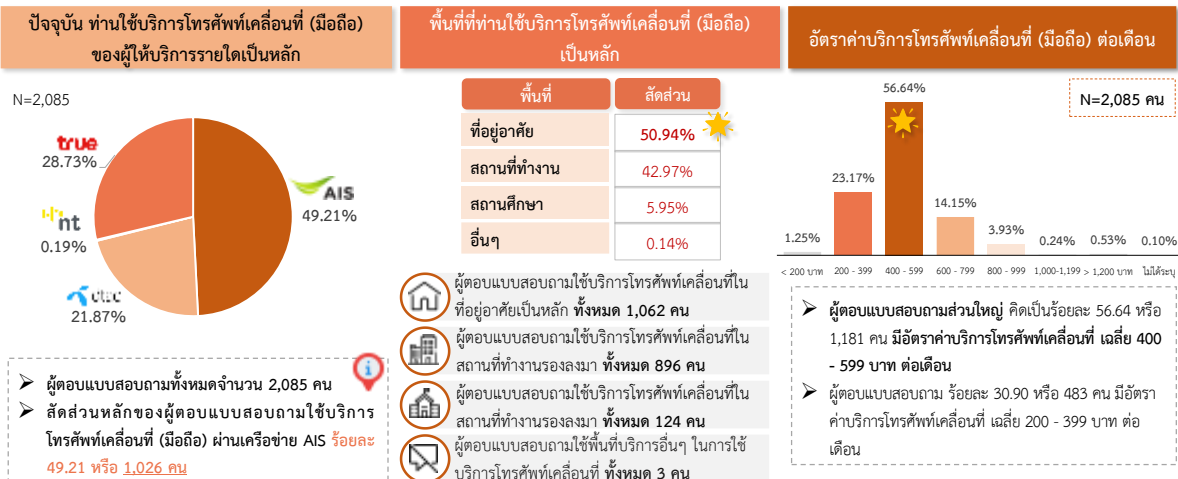 ปัจจุบัน ท่านใช้บริการโทรศัพท์เคลื่อนที่ (มือถือ)
ของผู้ให้บริการรายใดเป็นหลัก
N=2,085
true
28.73%
nt
0.19%
dtac
21.87%
AIS
49.21%
➤ ผู้ตอบแบบสอบถามทั้งหมดจำนวน 2,085 คน
➤ สัดส่วนหลักของผู้ตอบแบบสอบถามใช้บริการ
โทรศัพท์เคลื่อนที่ (มือถือ) ผ่านเครือข่าย AIS ร้อยละ
49.21 หรือ 1,026 คน
พื้นที่ที่ท่านใช้บริการโทรศัพท์เคลื่อนที่ (มือถือ)
เป็นหลัก
พื้นที่ สัดส่วน
ที่อยู่อาศัย 50.94%
สถานที่ทำงาน 42.97%
สถานศึกษา 5.95%
อื่นๆ 0.14%
ผู้ตอบแบบสอบถามใช้บริการโทรศัพท์เคลื่อนที่ใน
ที่อยู่อาศัยเป็นหลัก ทั้งหมด 1,062 คน
ผู้ตอบแบบสอบถามใช้บริการโทรศัพท์เคลื่อนที่ใน
สถานที่ทำงานรองลงมา ทั้งหมด 896 คน
ผู้ตอบแบบสอบถามใช้บริการโทรศัพท์เคลื่อนที่ใน
สถานที่ทำงานรองลงมา ทั้งหมด 124 คน
ผู้ตอบแบบสอบถามใช้พื้นที่บริการอื่นๆ ในการใช้
บริการโทรศัพท์เคลื่อนที่ ทั้งหมด 3 คน
อัตราค่าบริการโทรศัพท์เคลื่อนที่ (มือถือ) ต่อเดือน
N=2,085 คน
1.25% 23.17% 56.64% 14.15% 3.93% 0.24% 0.53% 0.10%
< 200 บาท 200 - 399 400 - 599 600 - 799 800 - 999 1,000-1,199 > 1,200 บาท ไม่ได้ระบุ
➤ ผู้ตอบแบบสอบถามส่วนใหญ่ คิดเป็นร้อยละ 56.64 หรือ
1,181 คน มีอัตราค่าบริการโทรศัพท์เคลื่อนที่ เฉลี่ย 400
- 599 บาท ต่อเดือน
➤ ผู้ตอบแบบสอบถาม ร้อยละ 30.90 หรือ 483 คน มีอัตรา
ค่าบริการโทรศัพท์เคลื่อนที่ เฉลี่ย 200 - 399 บาท ต่อ
เดือน